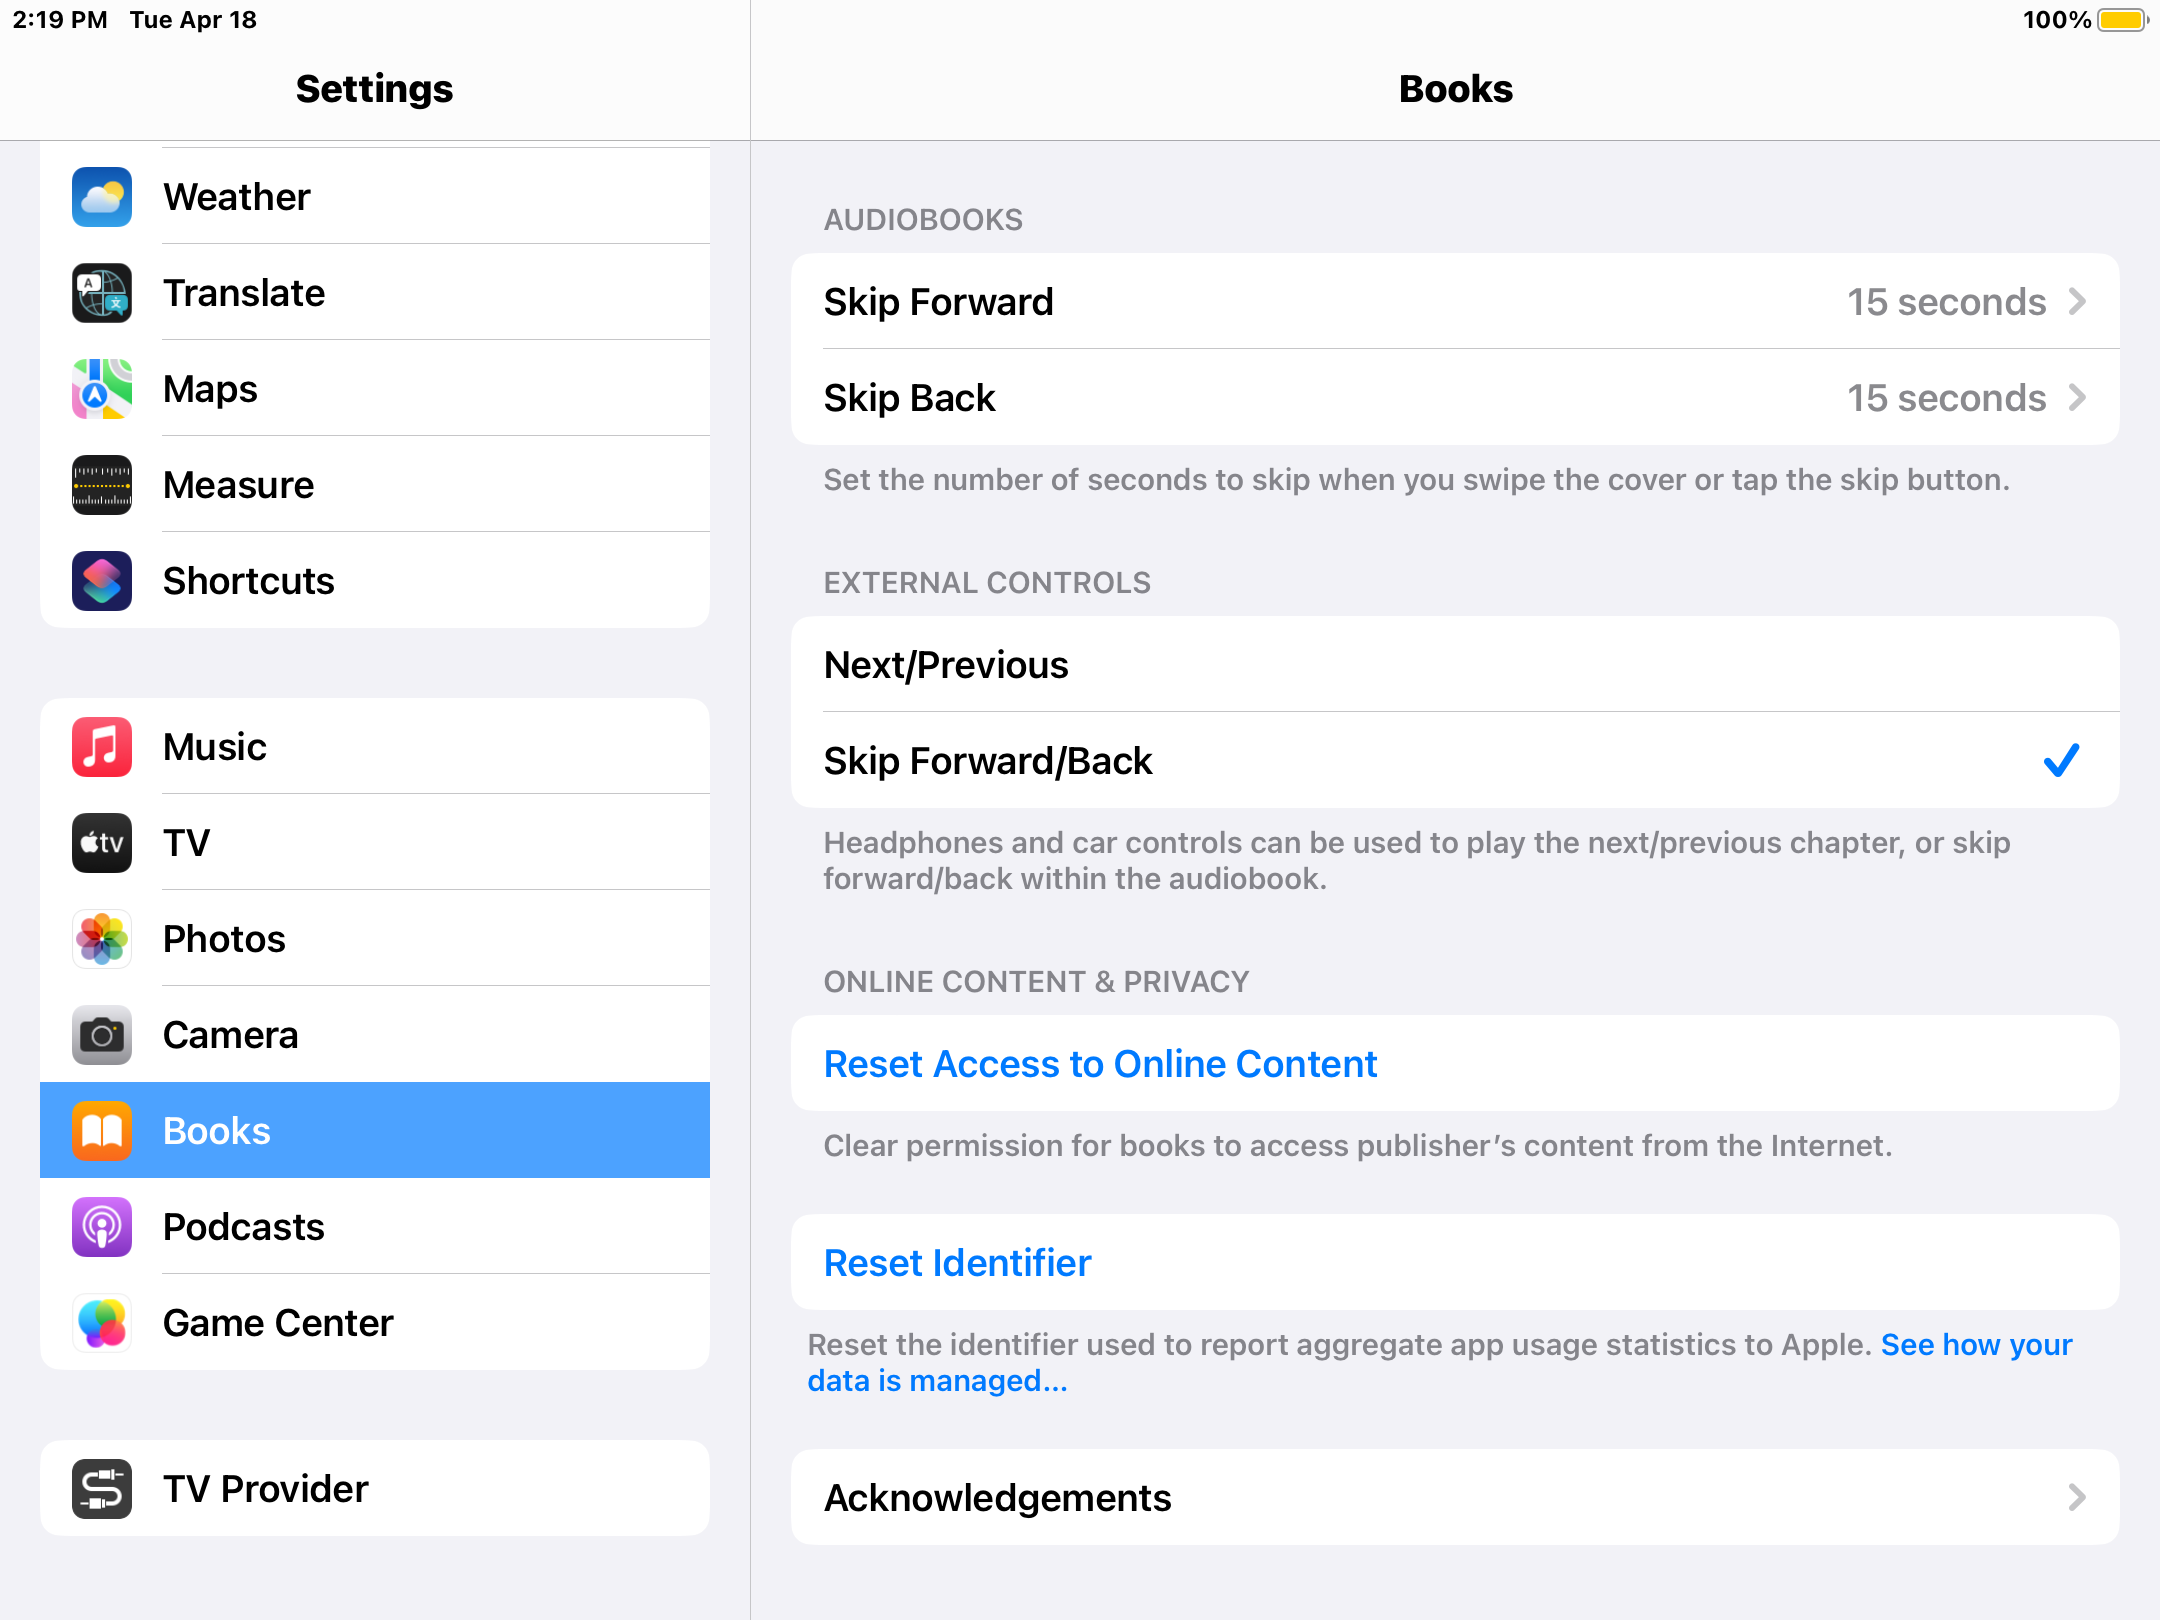 2:19 PM Tue Apr 18
100%
Settings
Weather
Translate
Maps
Measure
Shortcuts
Music
tv
TV
Photos
Camera
Books
Podcasts
Game Center
TV Provider
Books
AUDIOBOOKS
Skip Forward 15 seconds
Skip Back 15 seconds
Set the number of seconds to skip when you swipe the cover or tap the skip button.
EXTERNAL CONTROLS
Next/Previous
Skip Forward/Back
Headphones and car controls can be used to play the next/previous chapter, or skip
forward/back within the audiobook.
ONLINE CONTENT & PRIVACY
Reset Access to Online Content
Clear permission for books to access publisher’s content from the Internet.
Reset Identifier
Reset the identifier used to report aggregate app usage statistics to Apple. See how your
data is managed...
Acknowledgements